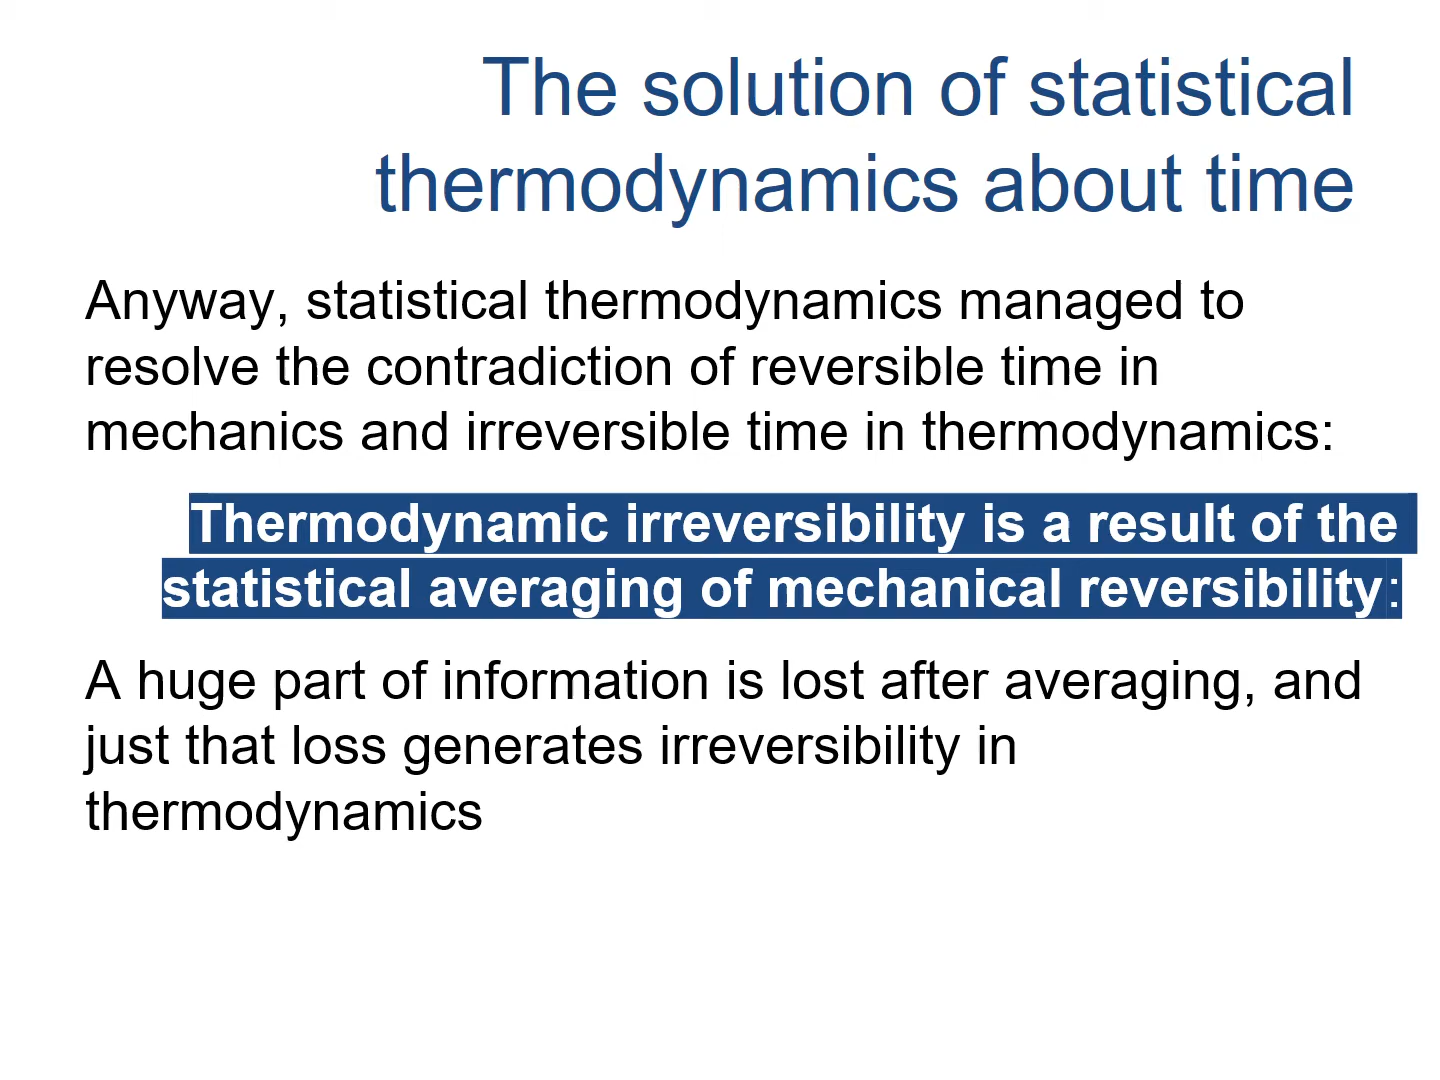 The solution of statistical
thermodynamics about time
Anyway, statistical thermodynamics managed to
resolve the contradiction of reversible time in
mechanics and irreversible time in thermodynamics:
Thermodynamic irreversibility is a result of the
statistical averaging of mechanical reversibility:
A huge part of information is lost after averaging, and
just that loss generates irreversibility in
thermodynamics